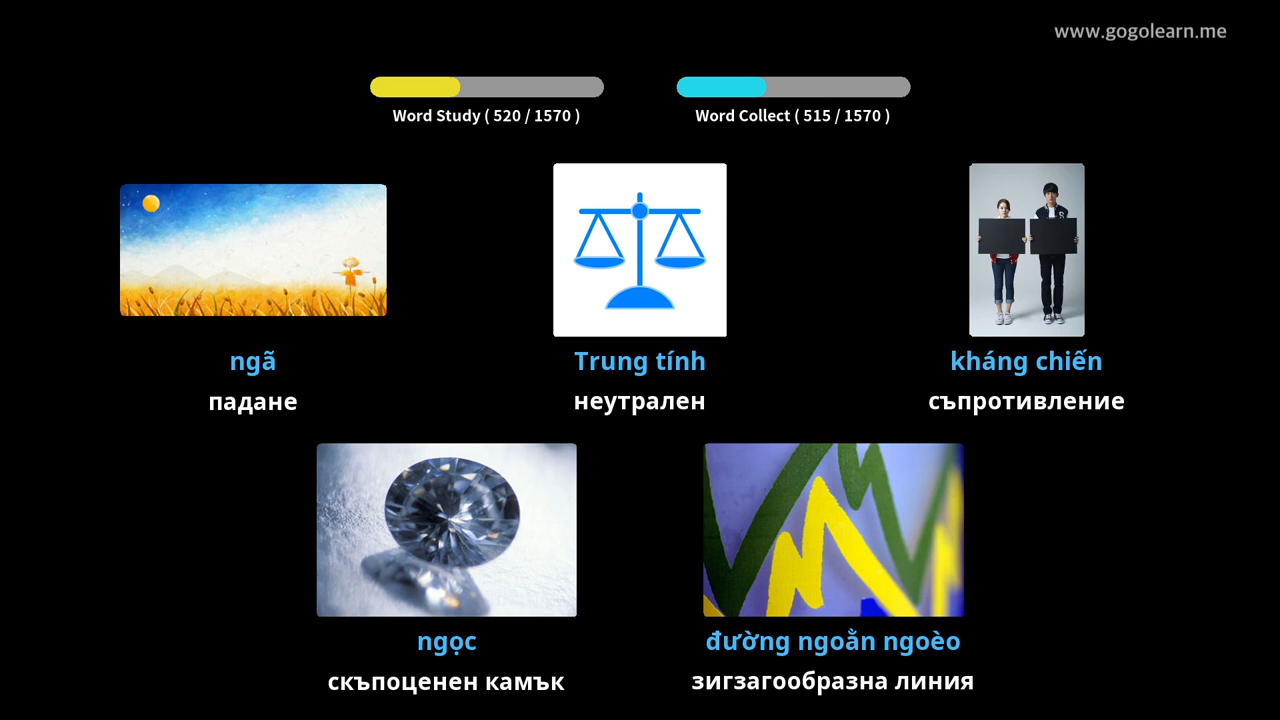 www.gogolearn.me
Word Study ( 520 / 1570 )
Word Collect ( 515 / 1570 )
ngã
падане
Trung tính
неутрален
kháng chiến
съпротивление
ngọc
скъпоценен камък
đường ngoằn ngoèo
зигзагообразна линия